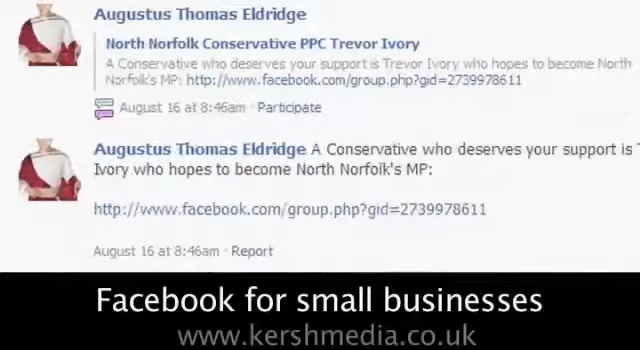 Augustus Thomas Eldridge
North Norfolk Conservative PPC Trevor Ivory
A Conservative who deserves your support is Trevor Ivory who hopes to become North
Norfolk's MP: http://www.facebook.com/group.php?gid=2739978611
August 16 at 8:46am · Participate
Augustus Thomas Eldridge A Conservative who deserves your support is T
Ivory who hopes to become North Norfolk's MP:
http://www.facebook.com/group.php?gid=2739978611
August 16 at 8:46am · Report
Facebook for small businesses
www.kershmedia.co.uk